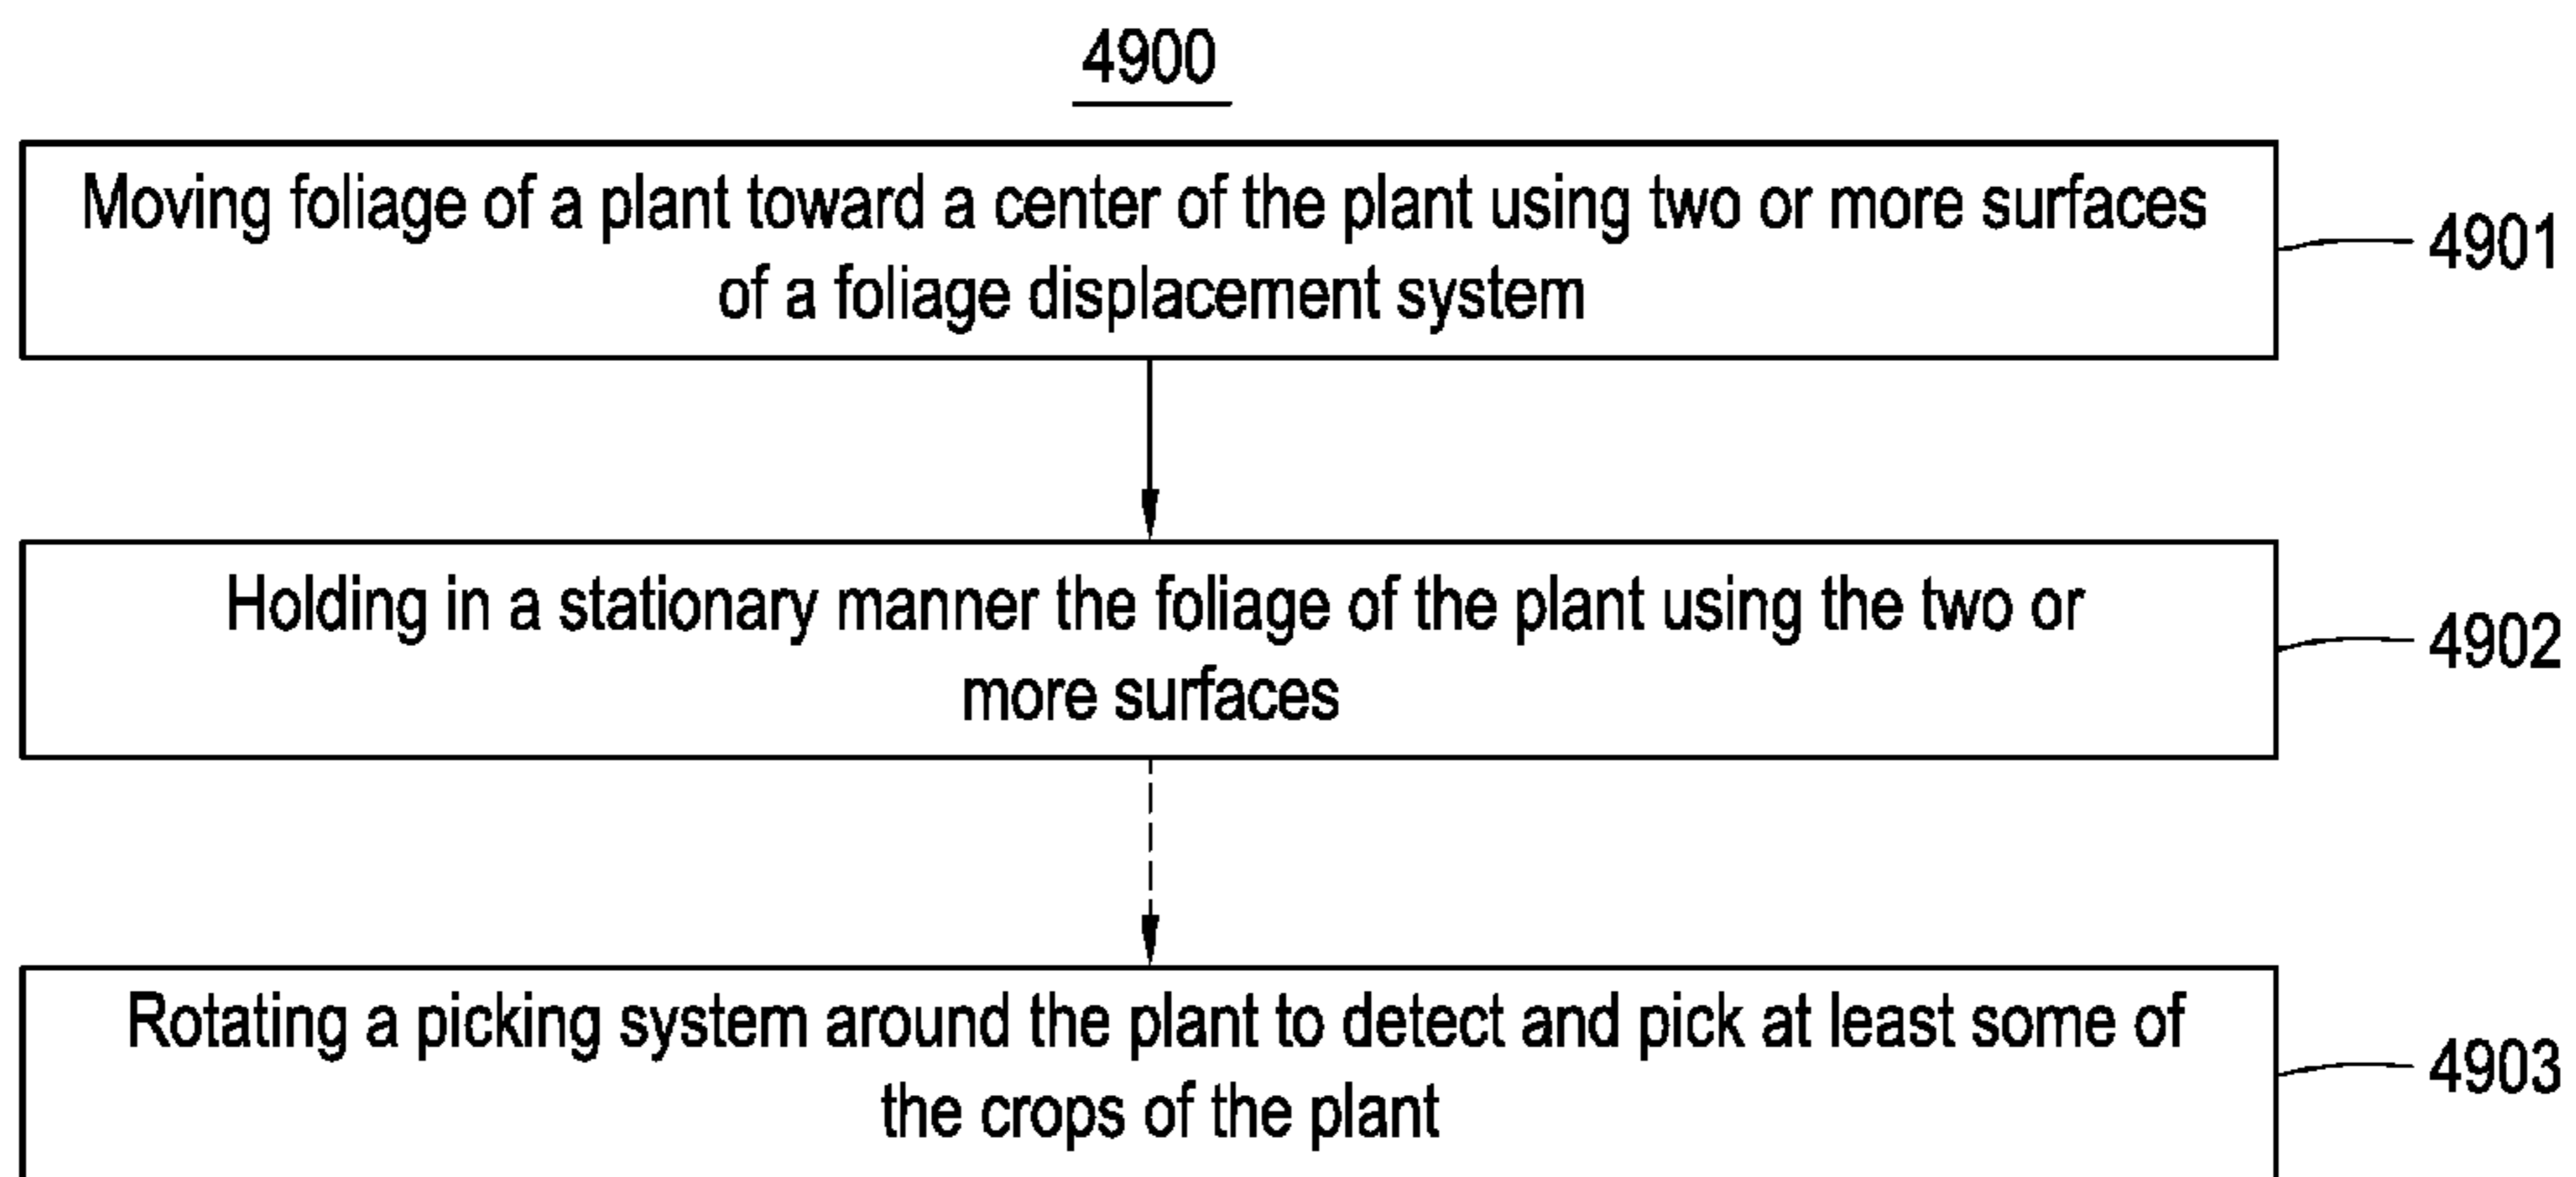 4900
Moving foliage of a plant toward a center of the plant using two or more surfaces
of a foliage displacement system
4901
Holding in a stationary manner the foliage of the plant using the two or
more surfaces
4902
Rotating a picking system around the plant to detect and pick at least some of
the crops of the plant
4903